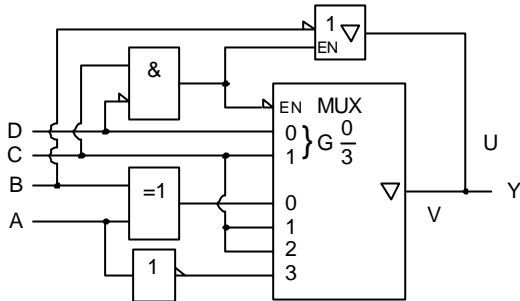 1 ▽
EN
&
EN MUX
D 0 } G 0/3
C 1
U
B =1 0
▽ Y
1
V
A 2
1 3